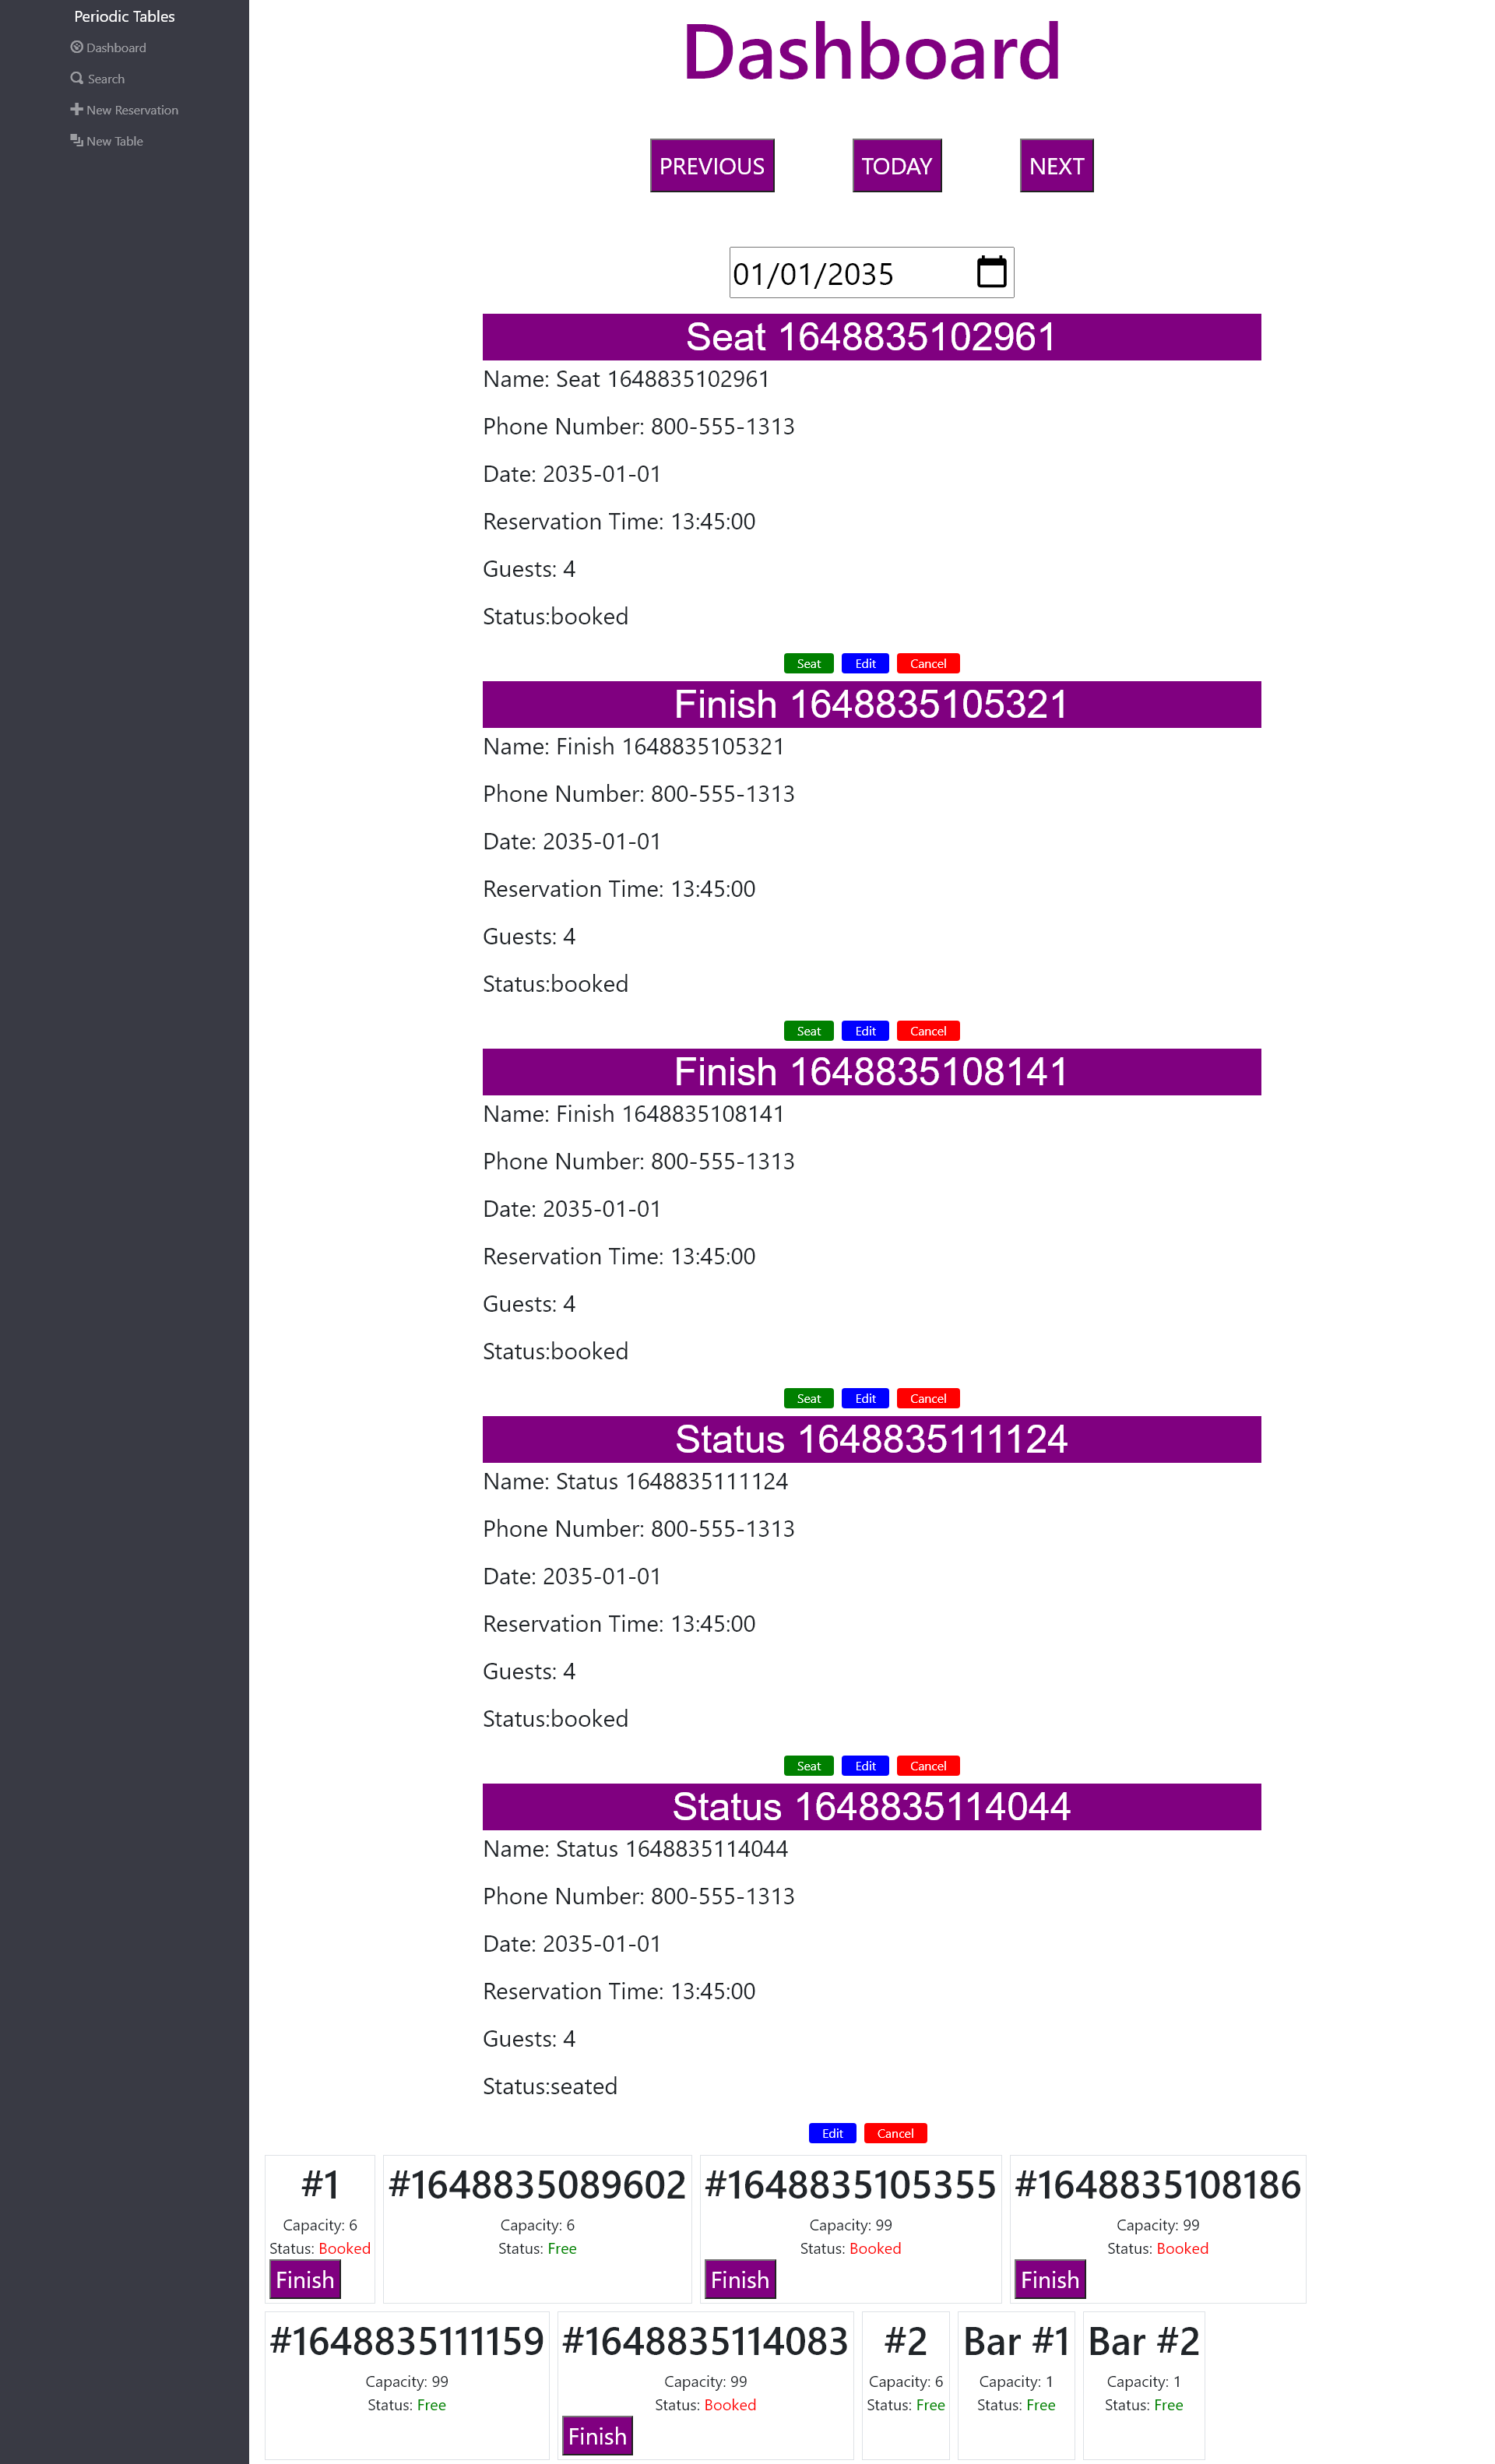 Periodic Tables
Dashboard
Search
New Reservation
New Table
Dashboard
PREVIOUS TODAY NEXT
01/01/2035
Seat 1648835102961
Name: Seat 1648835102961
Phone Number: 800-555-1313
Date: 2035-01-01
Reservation Time: 13:45:00
Guests: 4
Status:booked
Seat Edit Cancel
Finish 1648835105321
Name: Finish 1648835105321
Phone Number: 800-555-1313
Date: 2035-01-01
Reservation Time: 13:45:00
Guests: 4
Status:booked
Seat Edit Cancel
Finish 1648835108141
Name: Finish 1648835108141
Phone Number: 800-555-1313
Date: 2035-01-01
Reservation Time: 13:45:00
Guests: 4
Status:booked
Seat Edit Cancel
Status 1648835111124
Name: Status 1648835111124
Phone Number: 800-555-1313
Date: 2035-01-01
Reservation Time: 13:45:00
Guests: 4
Status:booked
Seat Edit Cancel
Status 1648835114044
Name: Status 1648835114044
Phone Number: 800-555-1313
Date: 2035-01-01
Reservation Time: 13:45:00
Guests: 4
Status:seated
Edit Cancel
#1
Capacity: 6
Status: Booked
Finish
#1648835089602
Capacity: 6
Status: Free
#1648835105355
Capacity: 99
Status: Booked
Finish
#1648835108186
Capacity: 99
Status: Booked
Finish
#1648835111159
Capacity: 99
Status: Free
#1648835114083
Capacity: 99
Status: Booked
Finish
#2
Capacity: 6
Status: Free
Bar #1
Capacity: 1
Status: Free
Bar #2
Capacity: 1
Status: Free